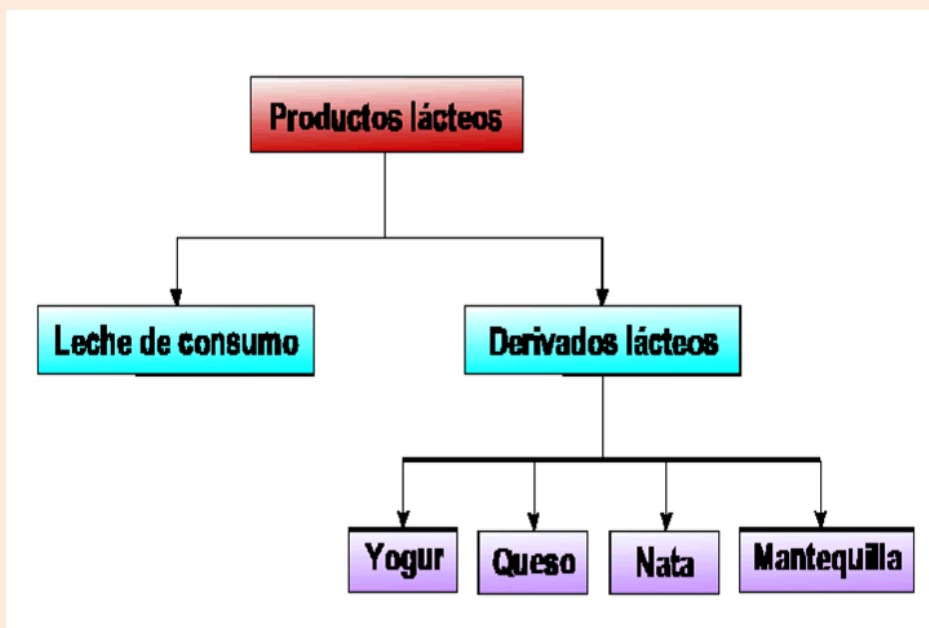 Productos lácteos
Leche de consumo
Derivados lácteos
Yogur
Queso
Nata
Mantequilla